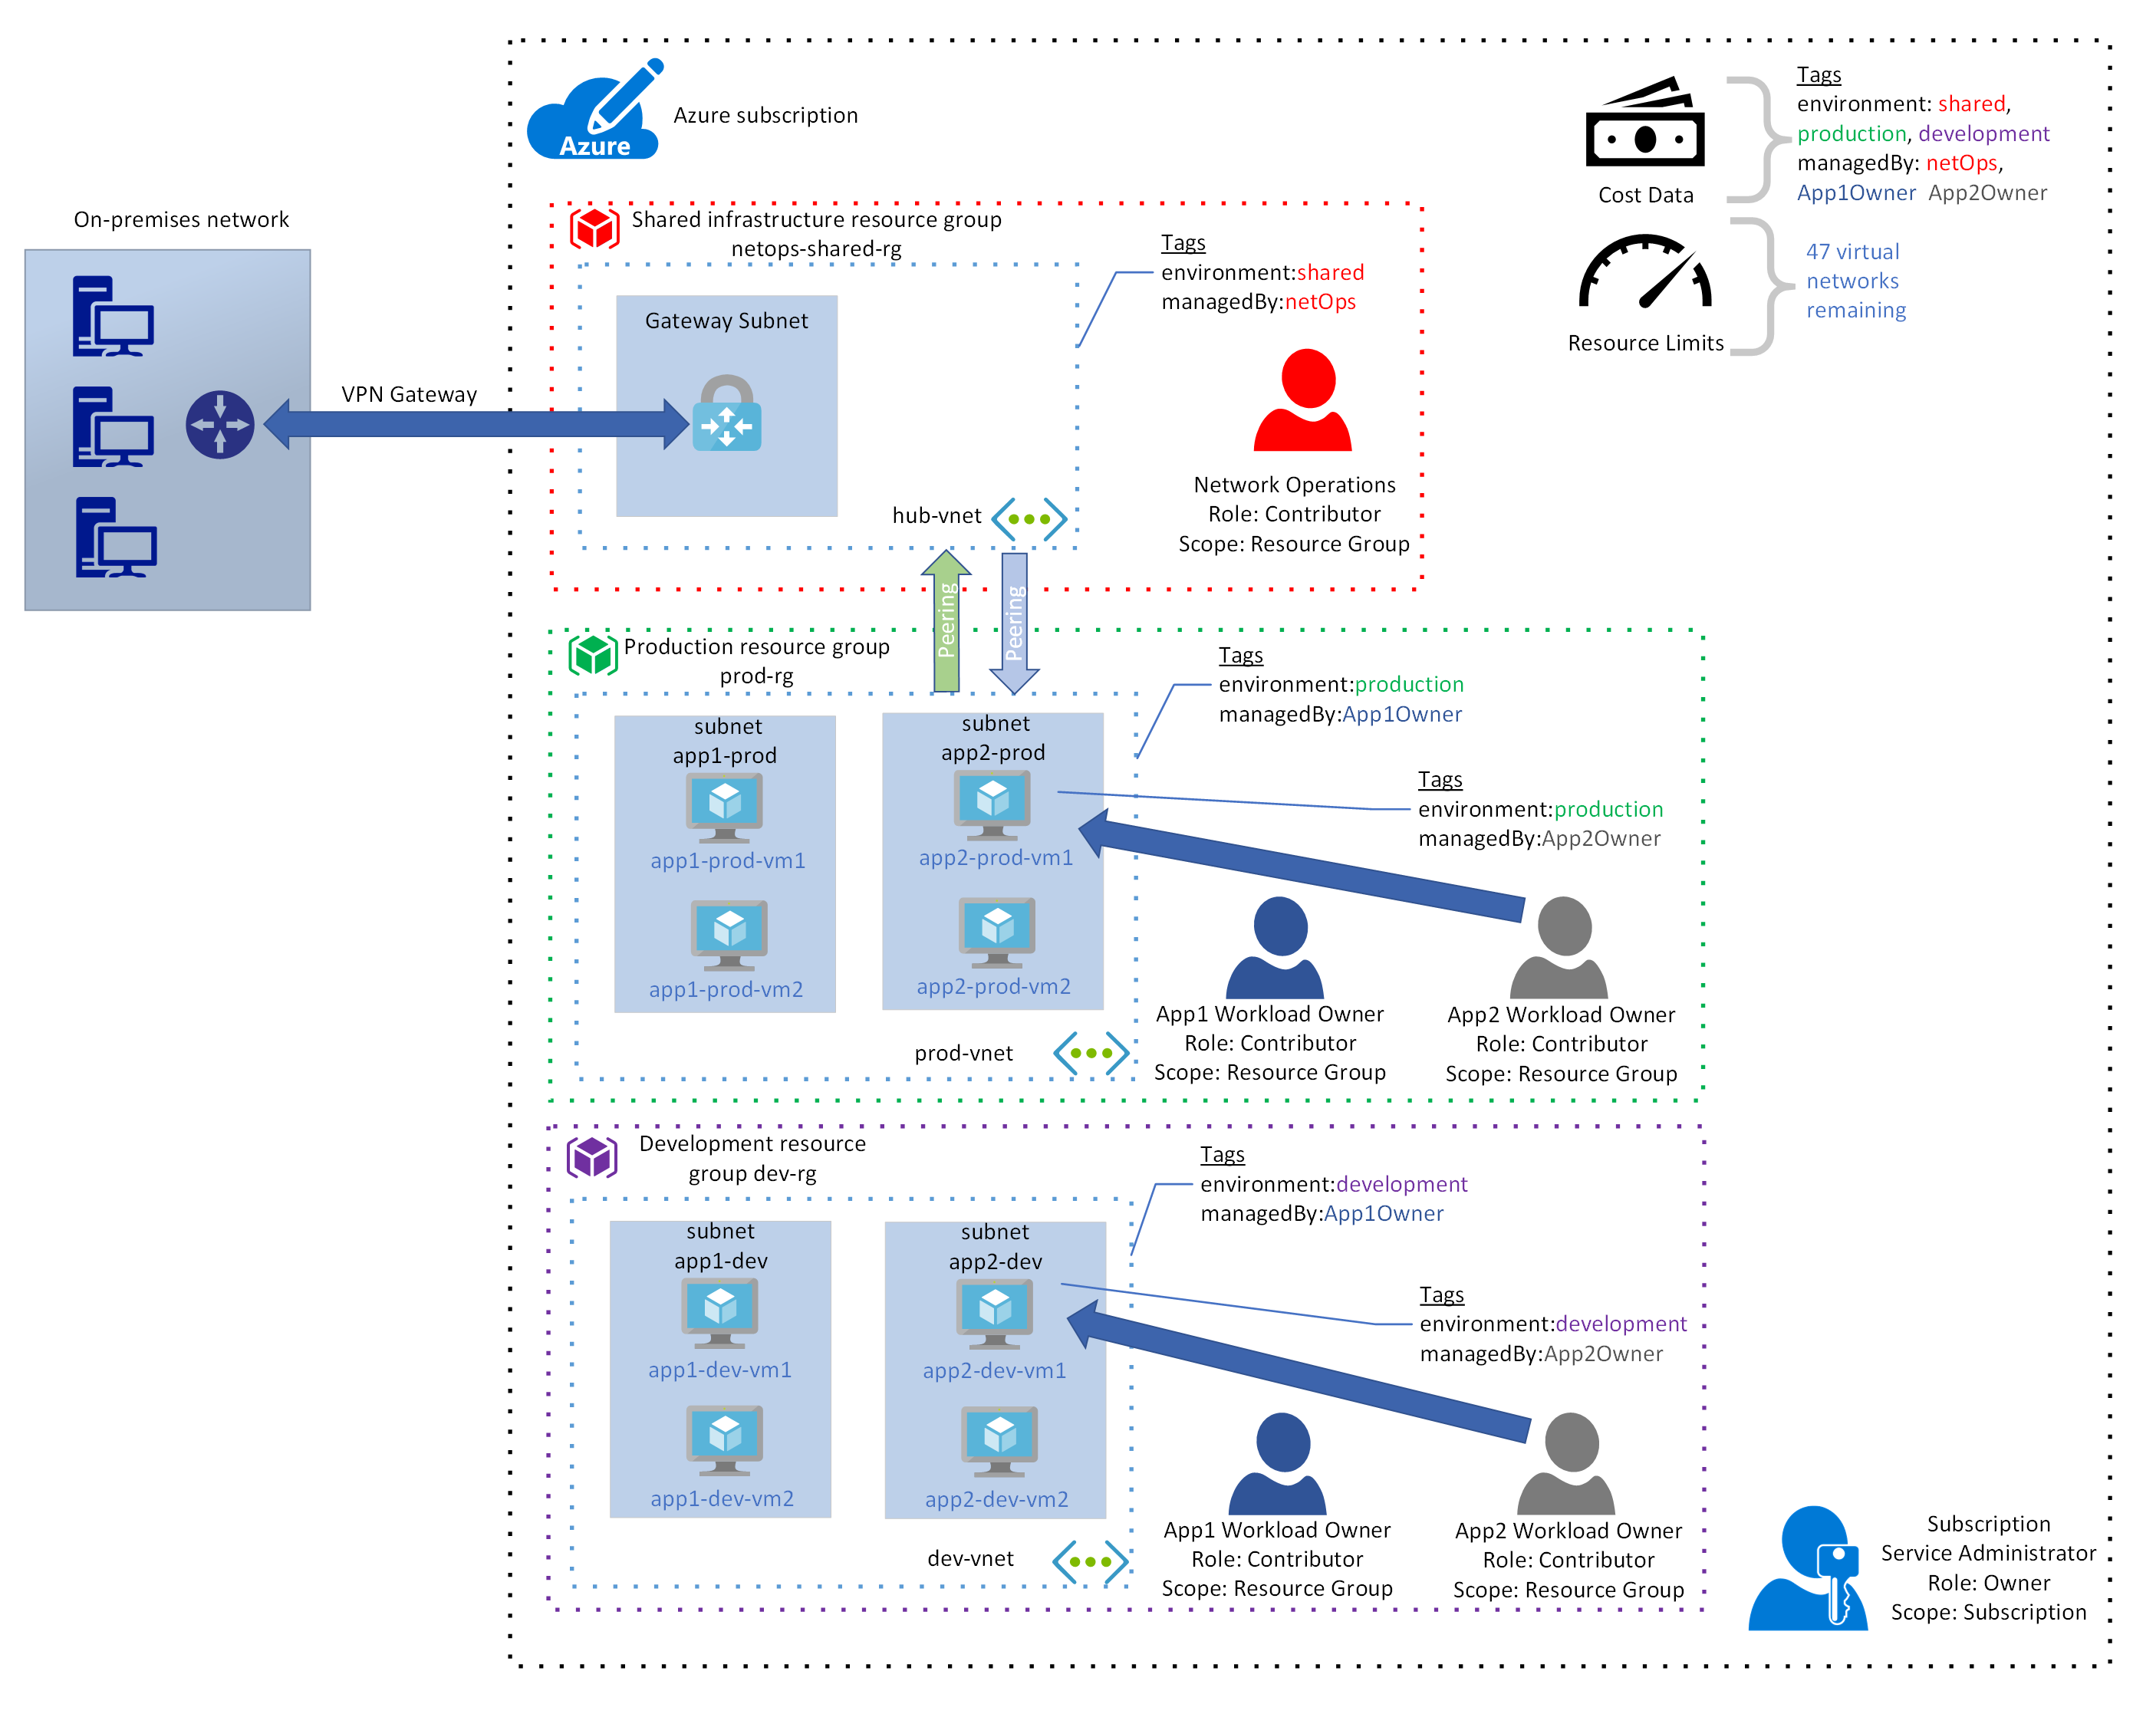 Azure
Azure subscription
Cost Data
Tags
environment: shared,
production, development
managedBy: netOps,
App1Owner  App2Owner
Resource Limits
47 virtual
networks
remaining
On-premises network
VPN Gateway
Shared infrastructure resource group
netops-shared-rg
Gateway Subnet
hub-vnet
Tags
environment:shared
managedBy:netOps
Network Operations
Role: Contributor
Scope: Resource Group
Peering
Peering
Production resource group
prod-rg
subnet
app1-prod
app1-prod-vm1
app1-prod-vm2
subnet
app2-prod
app2-prod-vm1
app2-prod-vm2
prod-vnet
Tags
environment:production
managedBy:App1Owner
Tags
environment:production
managedBy:App2Owner
App1 Workload Owner
Role: Contributor
Scope: Resource Group
App2 Workload Owner
Role: Contributor
Scope: Resource Group
Development resource
group dev-rg
subnet
app1-dev
app1-dev-vm1
app1-dev-vm2
subnet
app2-dev
app2-dev-vm1
app2-dev-vm2
dev-vnet
Tags
environment:development
managedBy:App1Owner
Tags
environment:development
managedBy:App2Owner
App1 Workload Owner
Role: Contributor
Scope: Resource Group
App2 Workload Owner
Role: Contributor
Scope: Resource Group
Subscription
Service Administrator
Role: Owner
Scope: Subscription